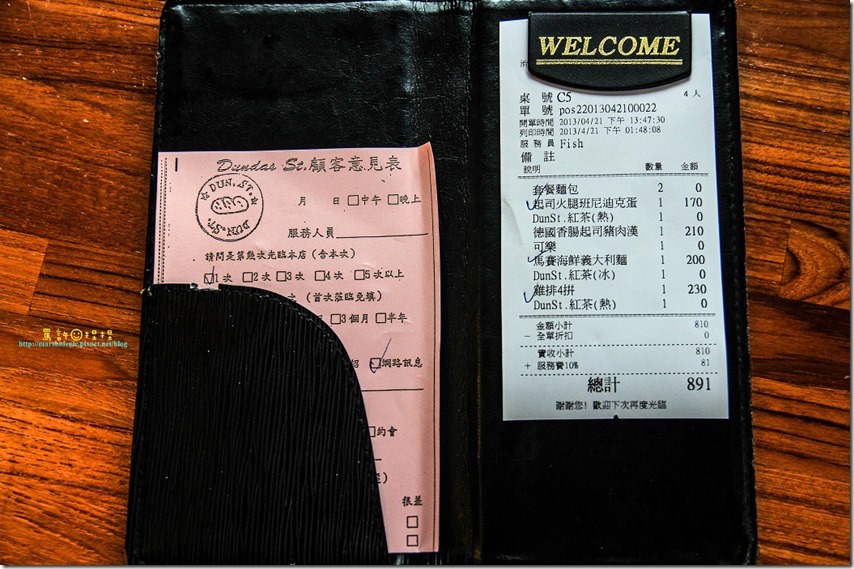 Dundas St.顧客意見表
DUN. ST.
DUN. ST.
月 日 □中午 □晚上
服務人員
請問是第幾次光臨本店(含本次)
□1次 □2次 □3次 □4次 □5次以上
次 (首次蒞臨免填)
□3個月 □半年
紹 □網路訊息
□約會
很差
□
□
WELCOME
桌 號 C5 4人
單 號 pos22013042100022
開單時間 2013/04/21 下午 13:47:30
列印時間 2013/4/21 下午 01:48:08
服 務 員 Fish
備 註
說明 數量 金額
套餐麵包 2 0
起司火腿班尼迪克蛋 1 170
DunSt.紅茶(熱) 1 0
德國香腸起司豬肉漢 1 210
可樂 1 0
馬賽海鮮義大利麵 1 200
DunSt.紅茶(冰) 1 0
雞排4拼 1 230
DunSt.紅茶(熱) 1 0
金額小計 810
- 全單折扣 0
實收小計 810
+ 服務費10% 81
總計 891
謝謝您! 歡迎下次再度光臨